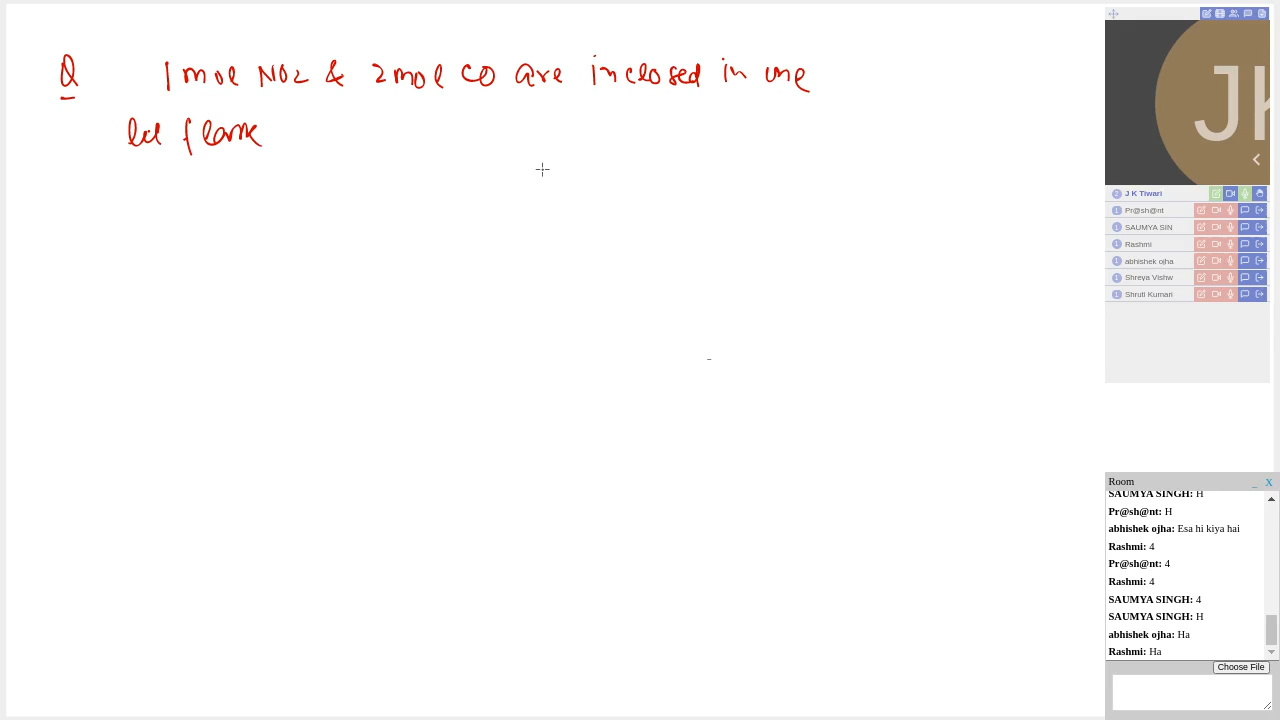 Q 1 mol NO2 & 2 mol CO are inclosed in one
lit flask
JK
J K Tiwari
Pr@sh@nt
SAUMYA SIN
Rashmi
abhishek ojha
Shreya Vishw
Shruti Kumari
Room _ X
SAUMYA SINGH: H
Pr@sh@nt: H
abhishek ojha: Esa hi kiya hai
Rashmi: 4
Pr@sh@nt: 4
Rashmi: 4
SAUMYA SINGH: 4
SAUMYA SINGH: H
abhishek ojha: Ha
Rashmi: Ha
Choose File